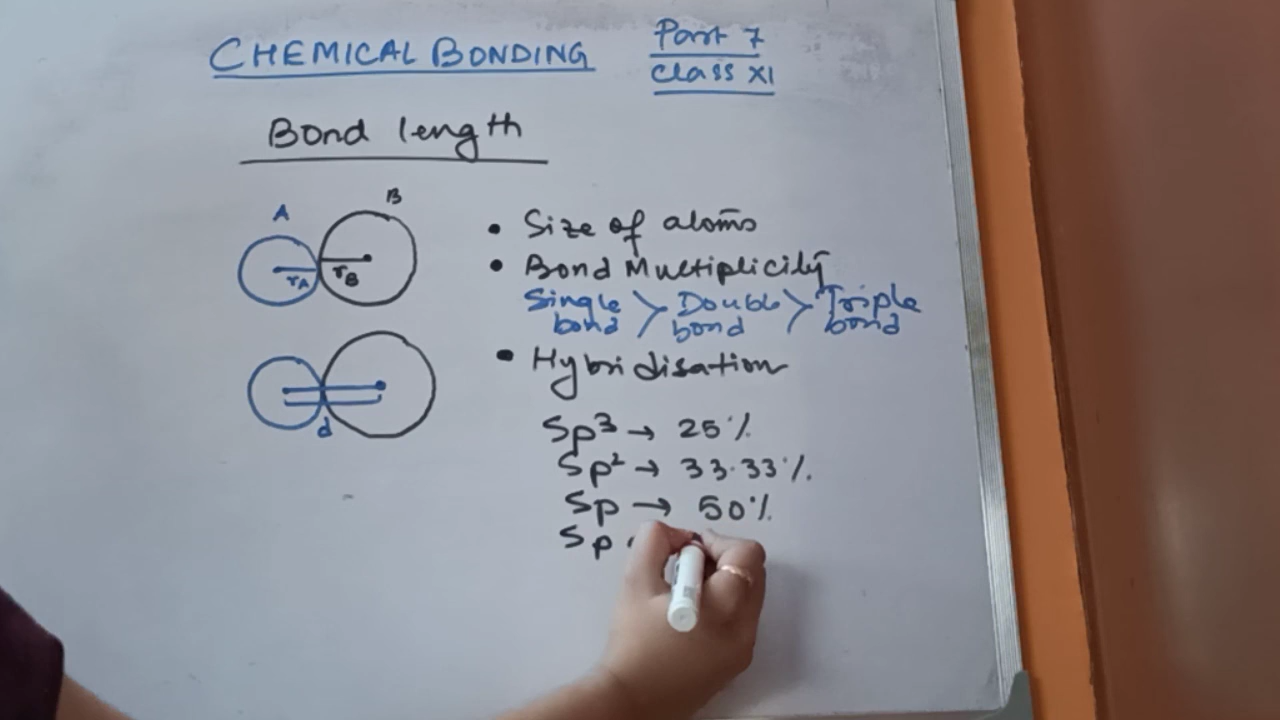 CHEMICAL BONDING
Part 7
Class XI
Bond length
A
B
rA
rB
d
• Size of atoms
• Bond Multiplicity
Single bond > Double bond > Triple bond
• Hybridisation
Sp³ → 25%
Sp² → 33.33%
Sp → 50%
Sp